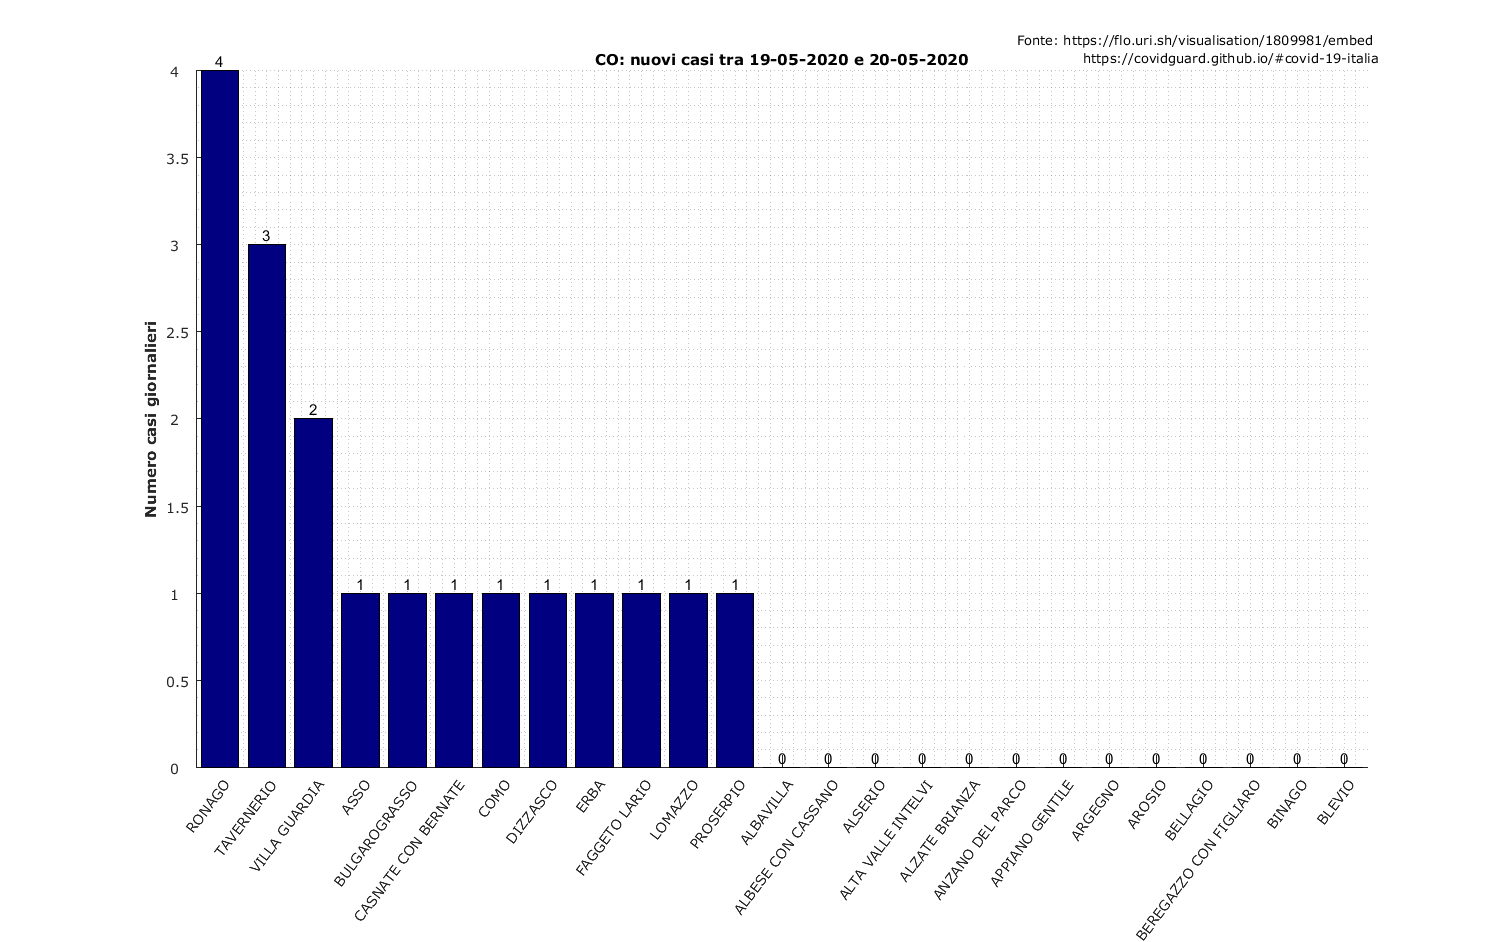 Fonte: https://flo.uri.sh/visualisation/1809981/embed
https://covidguard.github.io/#covid-19-italia
CO: nuovi casi tra 19-05-2020 e 20-05-2020
Numero casi giornalieri
4
3.5
3
2.5
2
1.5
1
0.5
0
4
3
2
1
1
1
1
1
1
1
1
1
0
0
0
0
0
0
0
0
0
0
0
0
0
RONAGO
TAVERNERIO
VILLA GUARDIA
ASSO
BULGAROGRASSO
CASNATE CON BERNATE
COMO
DIZZASCO
ERBA
FAGGETO LARIO
LOMAZZO
PROSERPIO
ALBAVILLA
ALBESE CON CASSANO
ALSERIO
ALTA VALLE INTELVI
ALZATE BRIANZA
ANZANO DEL PARCO
APPIANO GENTILE
ARGEGNO
AROSIO
BELLAGIO
BEREGAZZO CON FIGLIARO
BINAGO
BLEVIO